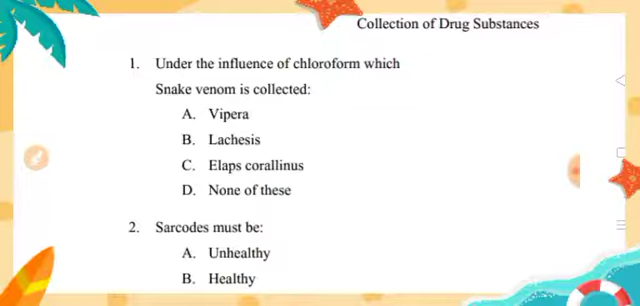 Collection of Drug Substances
1. Under the influence of chloroform which
Snake venom is collected:
A. Vipera
B. Lachesis
C. Elaps corallinus
D. None of these
2. Sarcodes must be:
A. Unhealthy
B. Healthy